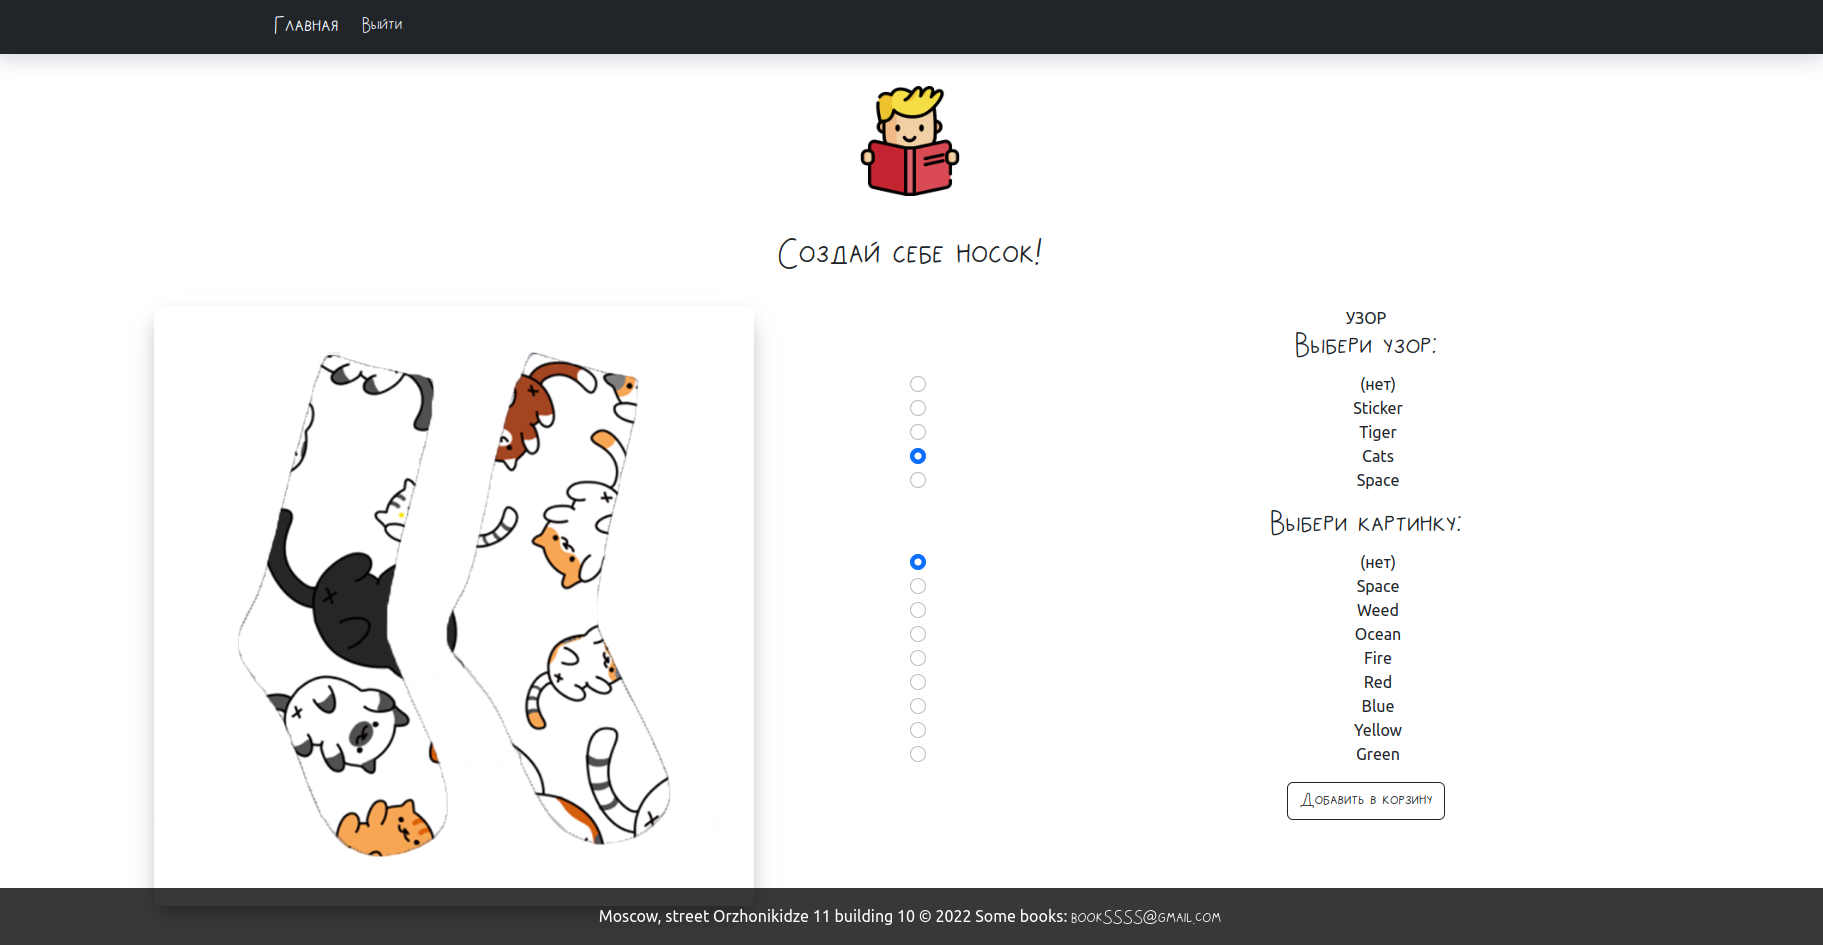 Главная Выйти
Создай себе носок!
УЗОР
Выбери узор:
(нет)
Sticker
Tiger
Cats
Space
Выбери картинку:
(нет)
Space
Weed
Ocean
Fire
Red
Blue
Yellow
Green
Добавить в корзину
Moscow, street Orzhonikidze 11 building 10 © 2022 Some books: bookSSSS@gmail.com